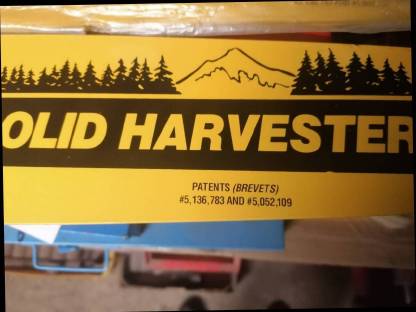 OLID HARVESTER
PATENTS (BREVETS)
#5,136,783 AND #5,052,109